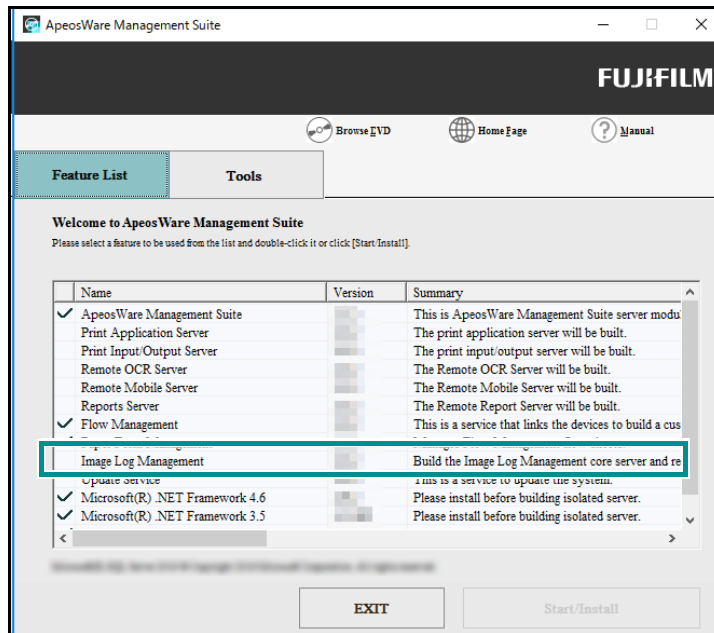 ApeosWare Management Suite
FUJIFILM
Browse DVD Home Page Manual
Feature List Tools
Welcome to ApeosWare Management Suite
Please select a feature to be used from the list and double-click it or click [Start/Install].
Name Version Summary
ApeosWare Management Suite This is ApeosWare Management Suite server modu
Print Application Server The print application server will be built.
Print Input/Output Server The print input/output server will be built.
Remote OCR Server The Remote OCR Server will be built.
Remote Mobile Server The Remote Mobile Server will be built.
Reports Server The Remote Report Server will be built.
Flow Management This is a service that links the devices to build a cus
Image Log Management Build the Image Log Management core server and re
Update Service This is a service to update the system.
Microsoft(R) .NET Framework 4.6 Please install before building isolated server.
Microsoft(R) .NET Framework 3.5 Please install before building isolated server.
EXIT Start/Install